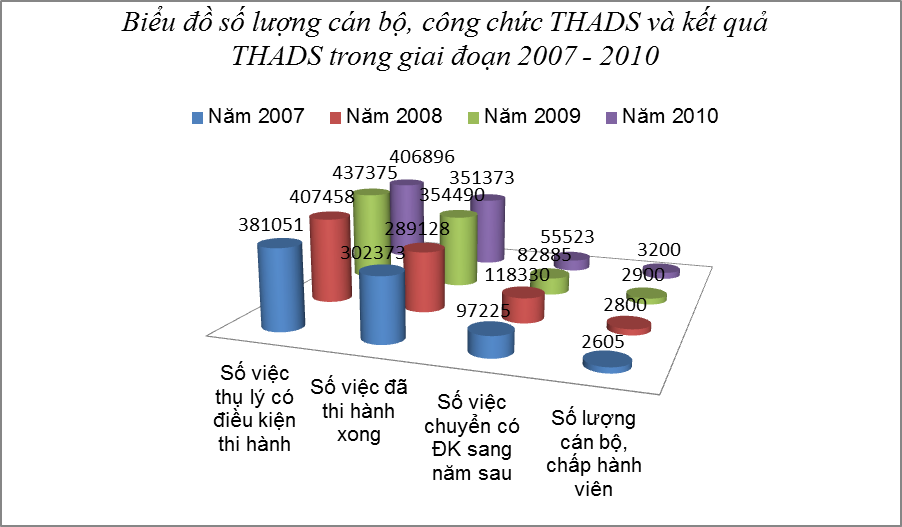 Biểu đồ số lượng cán bộ, công chức THADS và kết quả
THADS trong giai đoạn 2007 - 2010
Năm 2007 Năm 2008 Năm 2009 Năm 2010
381051
407458
437375
406896
302373
289128
354490
351373
97225
118330
82885
55523
2605
2800
2900
3200
Số việc
thụ lý có
điều kiện
thi hành
Số việc đã
thi hành
xong
Số việc
chuyển có
ĐK sang
năm sau
Số lượng
cán bộ,
chấp hành
viên